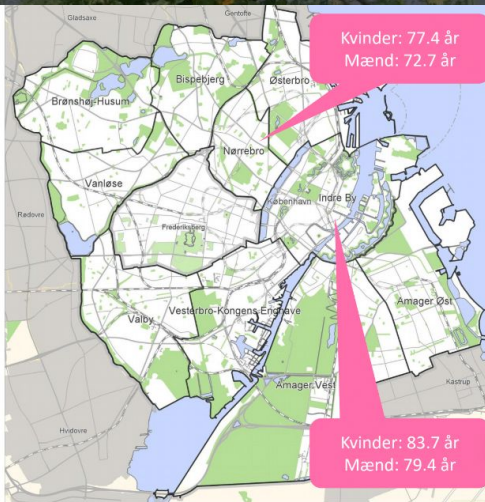 Gladsaxe
Gentofte
Kvinder: 77.4 år
Mænd: 72.7 år
Bispebjerg
Østerbro
Brønshøj-Husum
Nørrebro
Vanløse
Indre By
København
Rødovre
Frederiksberg
Amager Øst
Vesterbro-Kongens Enghave
Valby
Amager Vest
Kastrup
Hvidovre
Kvinder: 83.7 år
Mænd: 79.4 år